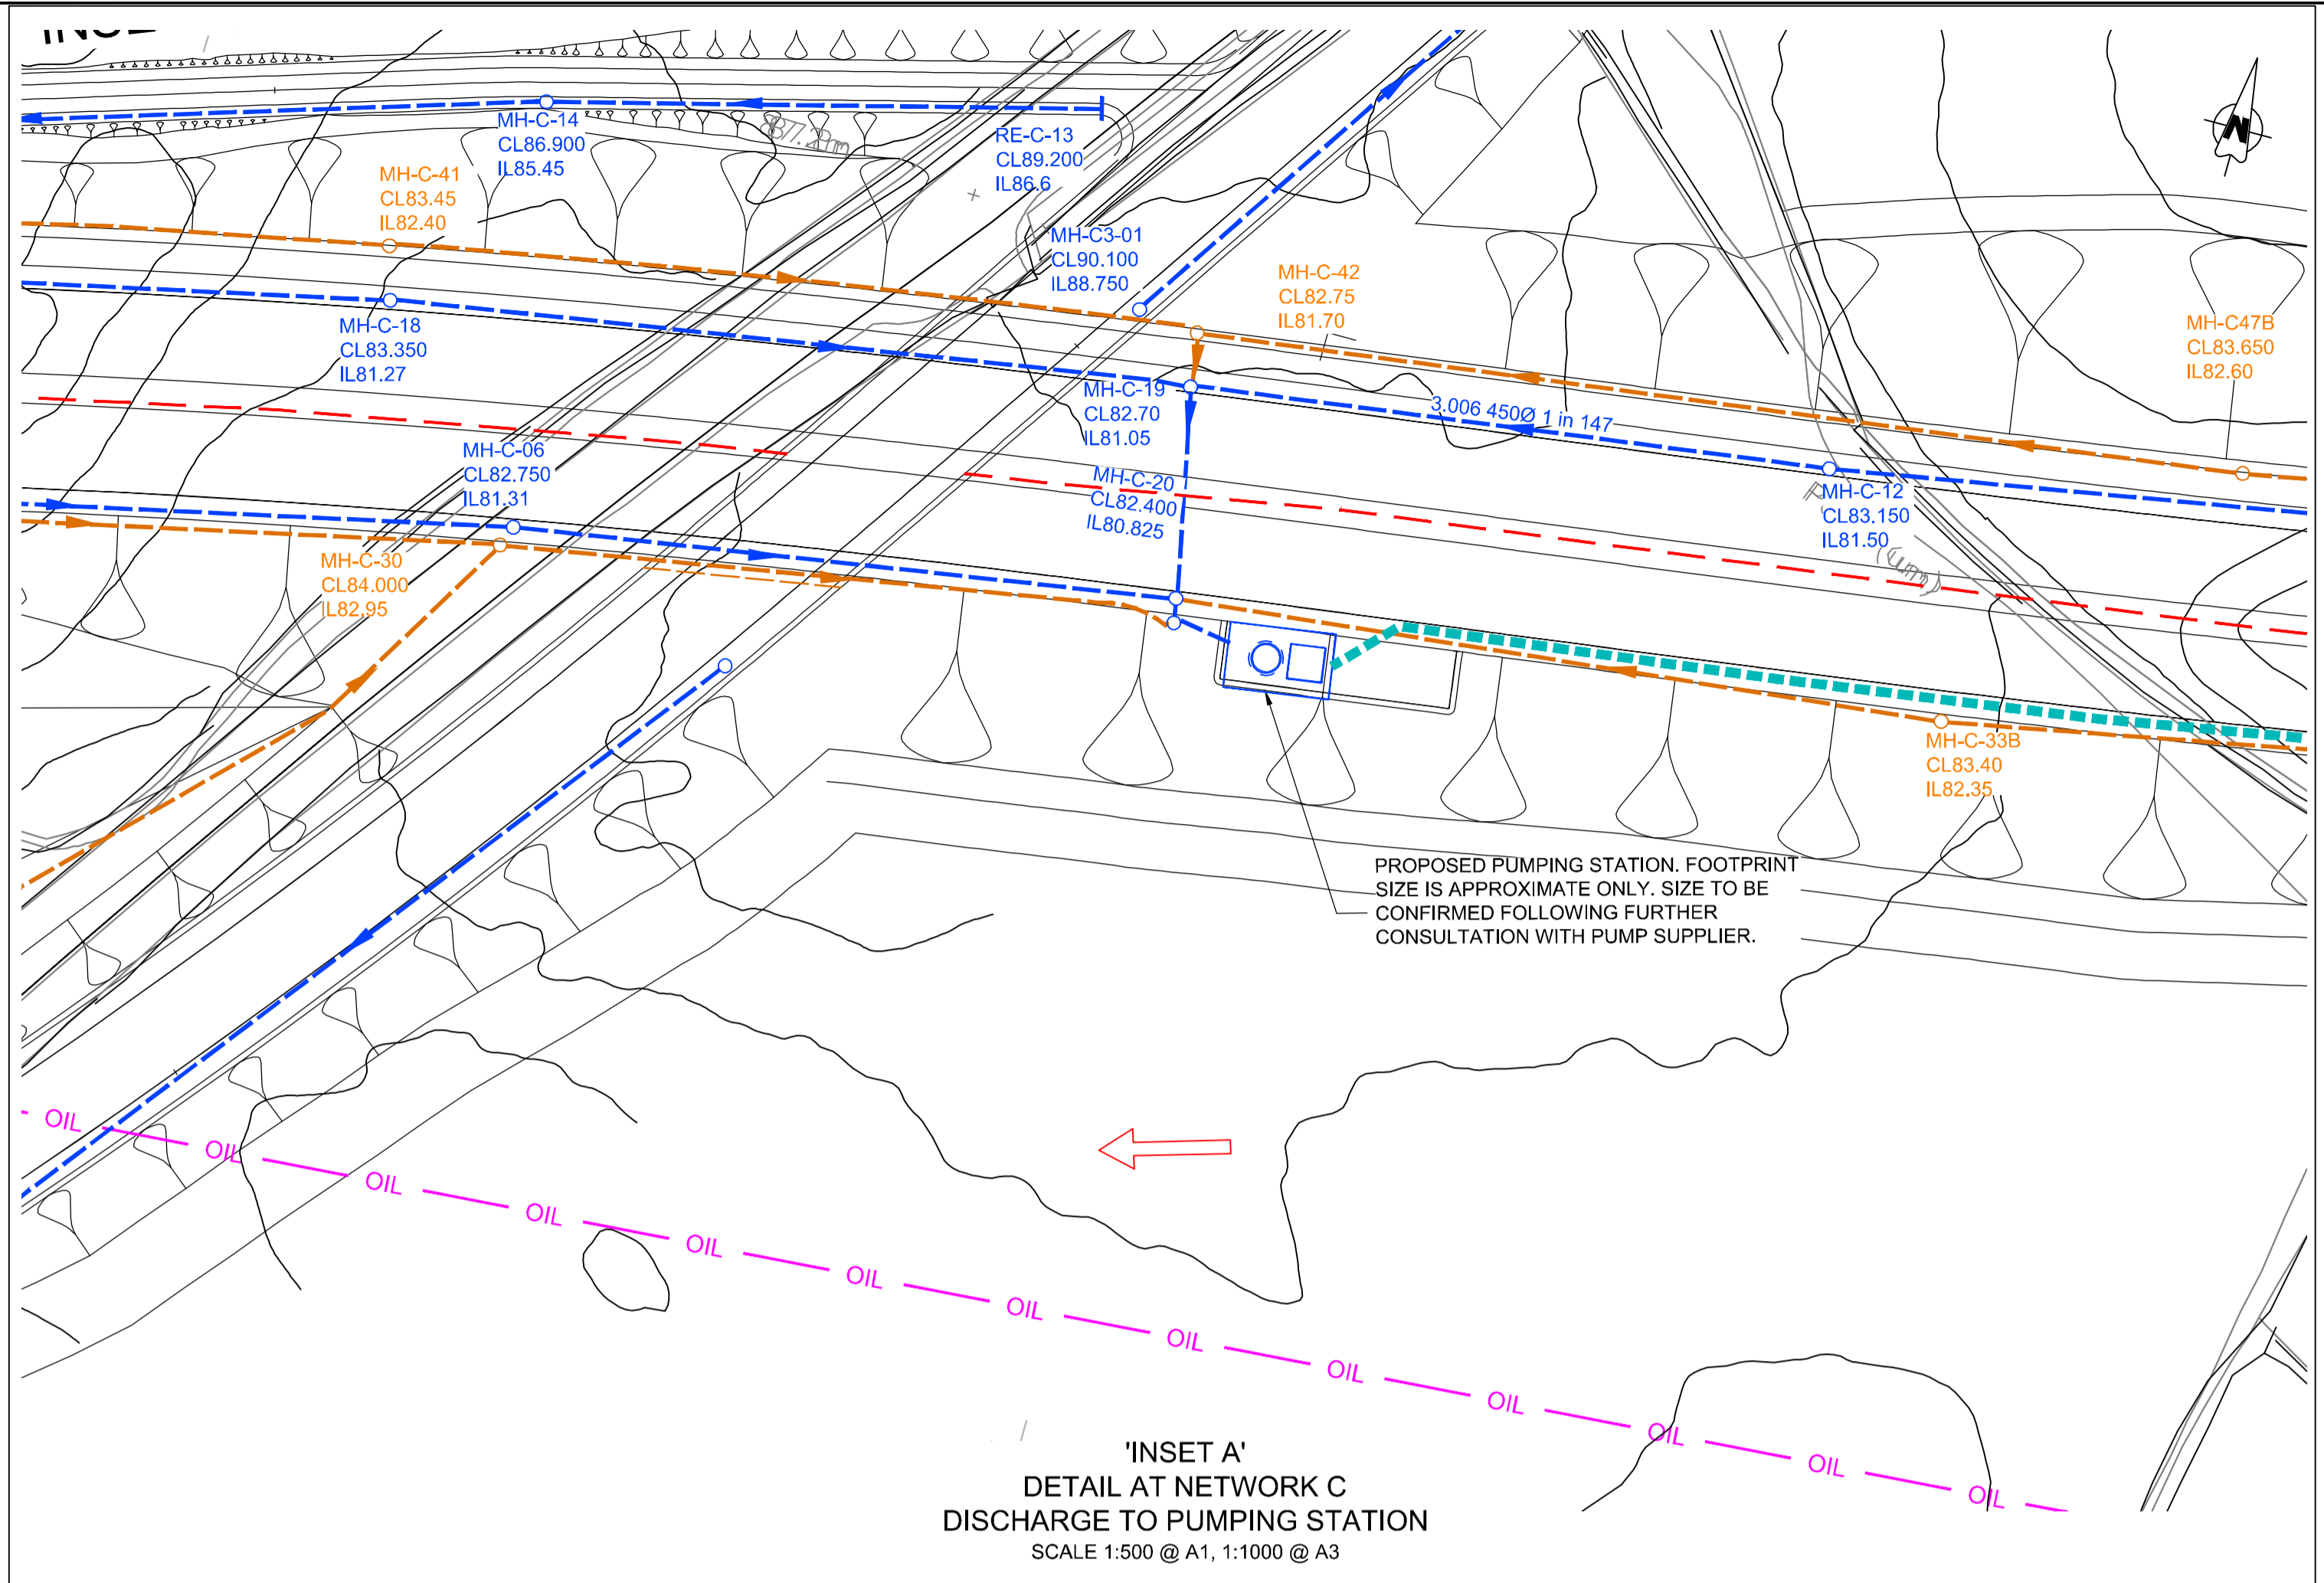 MH-C-14
CL86.900
IL85.45
RE-C-13
CL89.200
IL86.6
N
MH-C-41
CL83.45
IL82.40
MH-C3-01
CL90.100
IL88.750
MH-C-42
CL82.75
IL81.70
MH-C47B
CL83.650
IL82.60
MH-C-18
CL83.350
IL81.27
MH-C-19
CL82.70
IL81.05
3.006 450Ø 1 in 147
MH-C-06
CL82.750
IL81.31
MH-C-20
CL82.400
IL80.825
MH-C-12
CL83.150
IL81.50
(Cum)
MH-C-30
CL84.000
IL82.95
MH-C-33B
CL83.40
IL82.35
PROPOSED PUMPING STATION. FOOTPRINT
SIZE IS APPROXIMATE ONLY. SIZE TO BE
CONFIRMED FOLLOWING FURTHER
CONSULTATION WITH PUMP SUPPLIER.
OIL OIL OIL OIL OIL OIL OIL OIL OIL OIL OIL OIL OIL
'INSET A'
DETAIL AT NETWORK C
DISCHARGE TO PUMPING STATION
SCALE 1:500 @ A1, 1:1000 @ A3